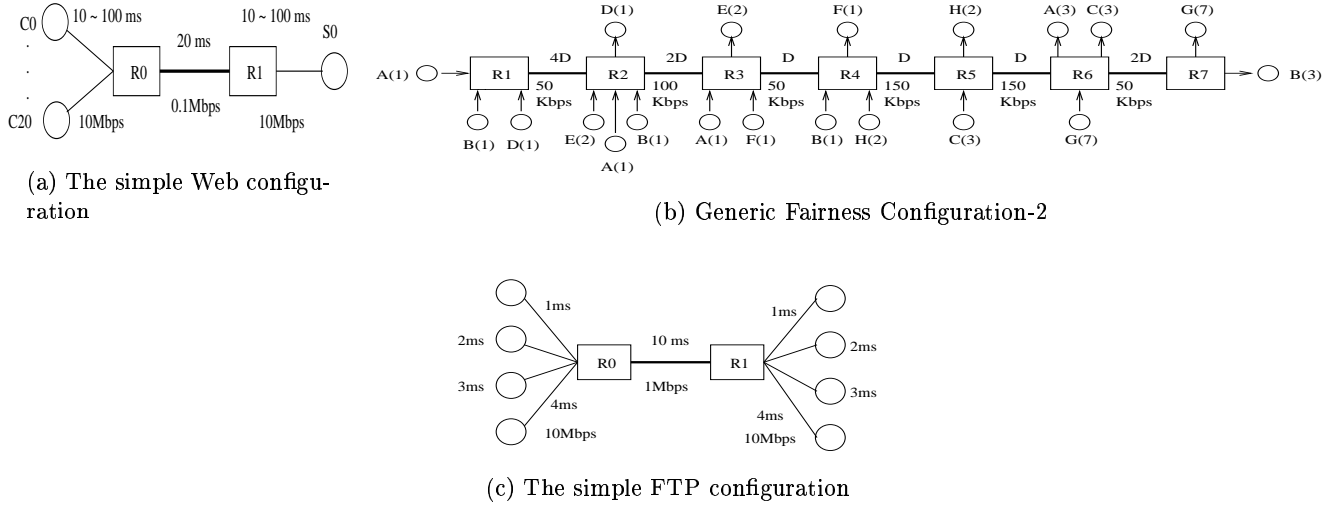 C0
10 ~ 100 ms
20 ms
10 ~ 100 ms
S0
.
.
.
R0
R1
C20
10Mbps
0.1Mbps
10Mbps
(a) The simple Web configu-
ration
D(1)
E(2)
F(1)
H(2)
A(3)
C(3)
G(7)
4D
2D
D
D
D
2D
A(1)
R1
R2
R3
R4
R5
R6
R7
B(3)
50
Kbps
100
Kbps
50
Kbps
150
Kbps
150
Kbps
50
Kbps
B(1)
D(1)
E(2)
A(1)
B(1)
A(1)
F(1)
B(1)
H(2)
C(3)
G(7)
(b) Generic Fairness Configuration-2
1ms
1ms
2ms
10 ms
2ms
R0
R1
3ms
1Mbps
3ms
4ms
4ms
10Mbps
10Mbps
(c) The simple FTP configuration